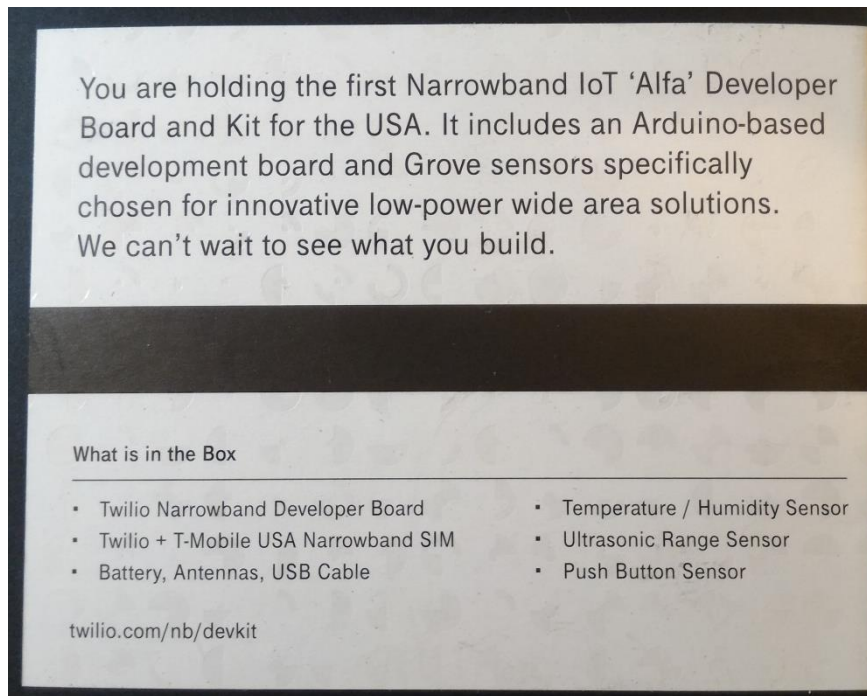 You are holding the first Narrowband IoT ‘Alfa’ Developer
Board and Kit for the USA. It includes an Arduino-based
development board and Grove sensors specifically
chosen for innovative low-power wide area solutions.
We can’t wait to see what you build.
What is in the Box
▪ Twilio Narrowband Developer Board
▪ Twilio + T-Mobile USA Narrowband SIM
▪ Battery, Antennas, USB Cable
▪ Temperature / Humidity Sensor
▪ Ultrasonic Range Sensor
▪ Push Button Sensor
twilio.com/nb/devkit